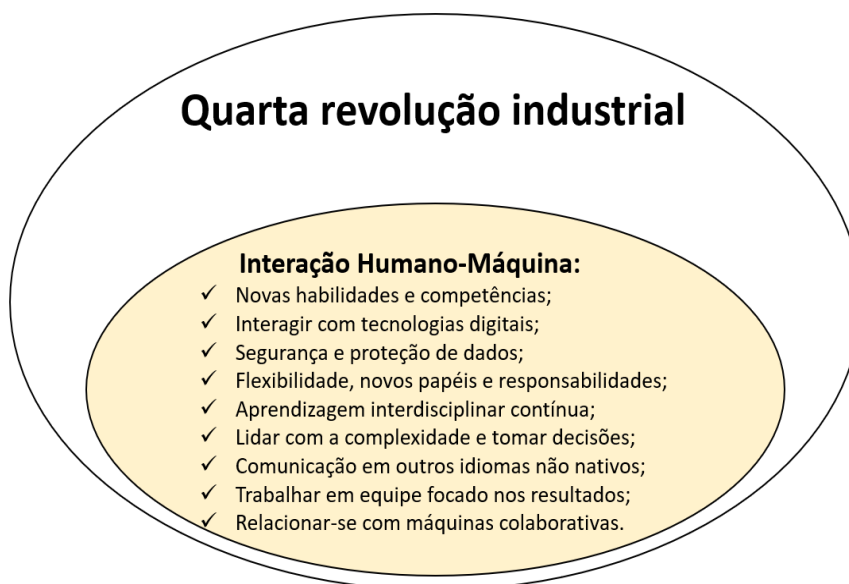 Quarta revolução industrial
Interação Humano-Máquina:
✓ Novas habilidades e competências;
✓ Interagir com tecnologias digitais;
✓ Segurança e proteção de dados;
✓ Flexibilidade, novos papéis e responsabilidades;
✓ Aprendizagem interdisciplinar contínua;
✓ Lidar com a complexidade e tomar decisões;
✓ Comunicação em outros idiomas não nativos;
✓ Trabalhar em equipe focado nos resultados;
✓ Relacionar-se com máquinas colaborativas.